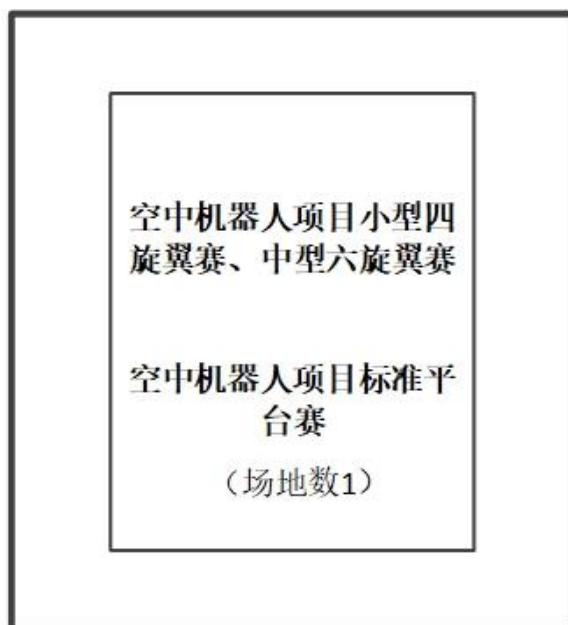 空中机器人项目小型四
旋翼赛、中型六旋翼赛
空中机器人项目标准平
台赛
（场地数1）